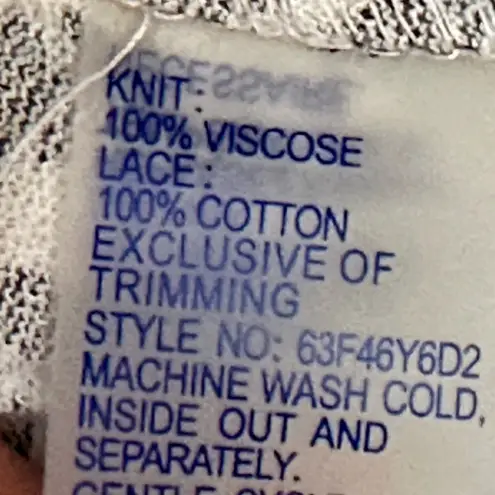 KNIT:
100% VISCOSE
LACE:
100% COTTON
EXCLUSIVE OF
TRIMMING
STYLE NO: 63F46Y6D2
MACHINE WASH COLD,
INSIDE OUT AND
SEPARATELY.